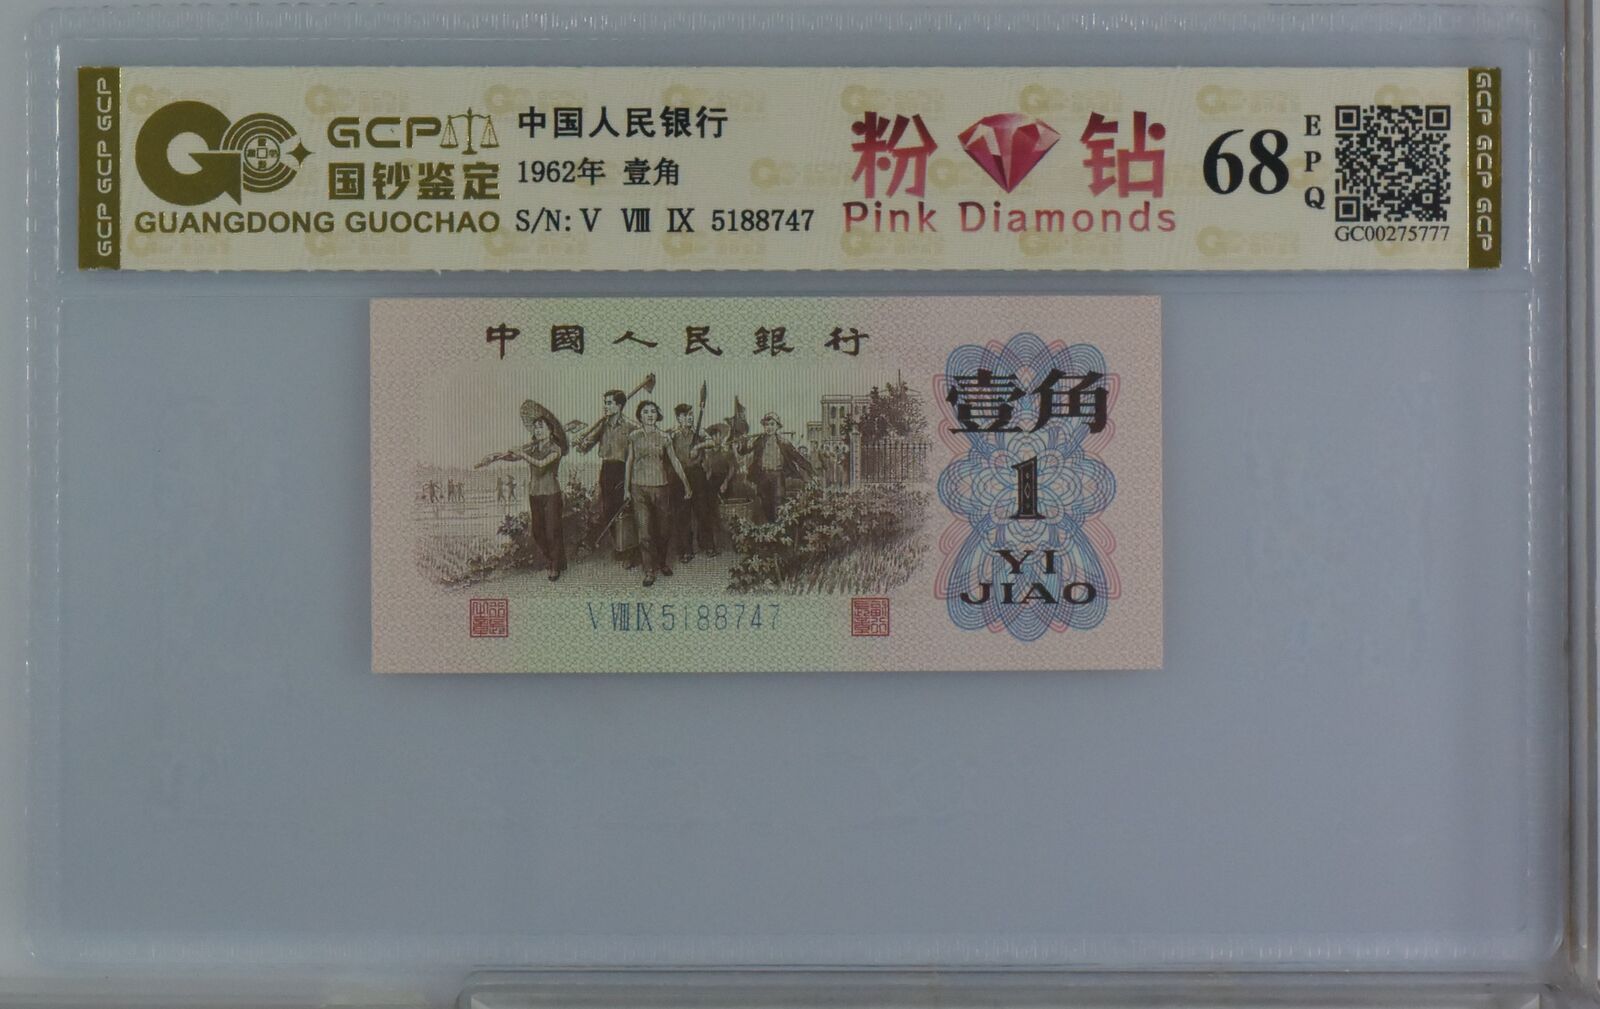 GCP GCP GCP
GCP
国钞鉴定
GUANGDONG GUOCHAO
中国人民银行
1962年 壹角
S/N: V Ⅷ Ⅸ 5188747
粉 钻
Pink Diamonds
68
EPQ
GC00275777
GCP GCP GCP
中國人民銀行
壹角
1
YI
JIAO
V Ⅷ Ⅸ 5188747